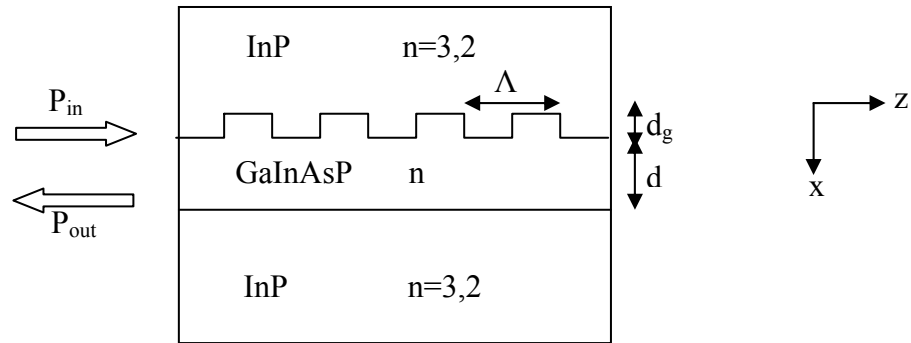 InP n=3,2
Λ
P_in
z
d_g
GaInAsP n
d
x
P_out
InP n=3,2